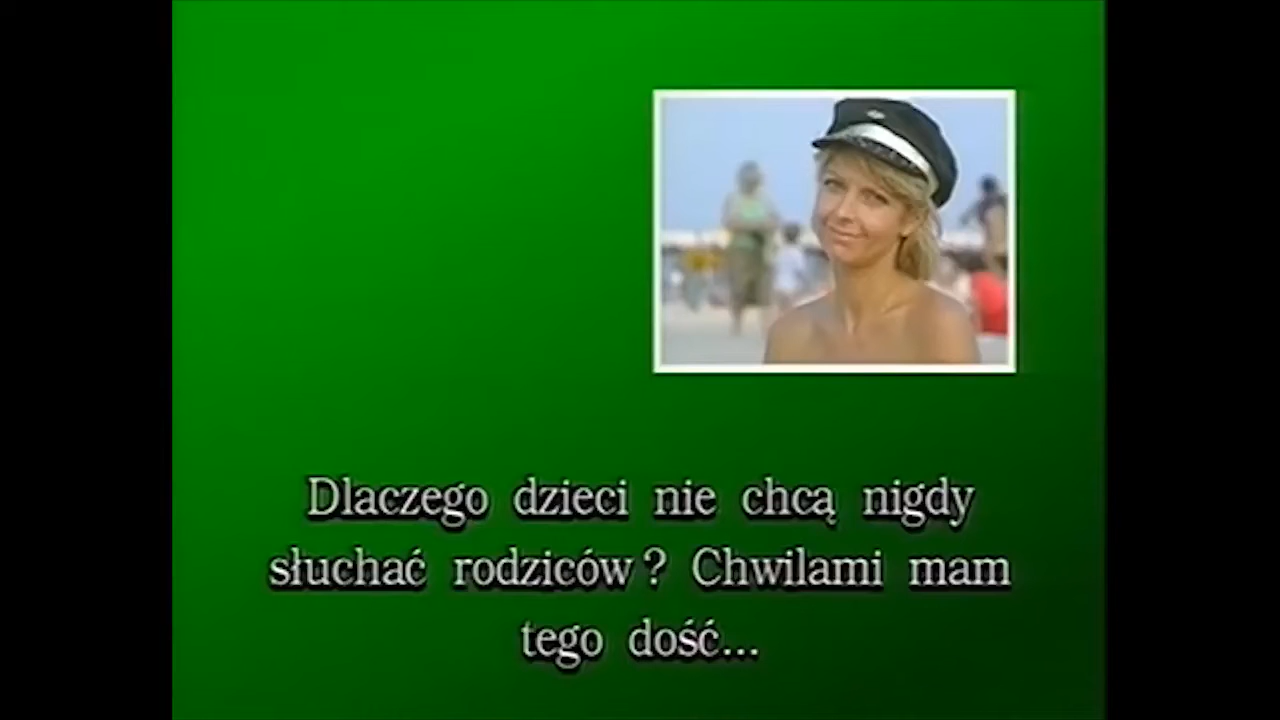 Dlaczego dzieci nie chcą nigdy
słuchać rodziców? Chwilami mam
tego dość...